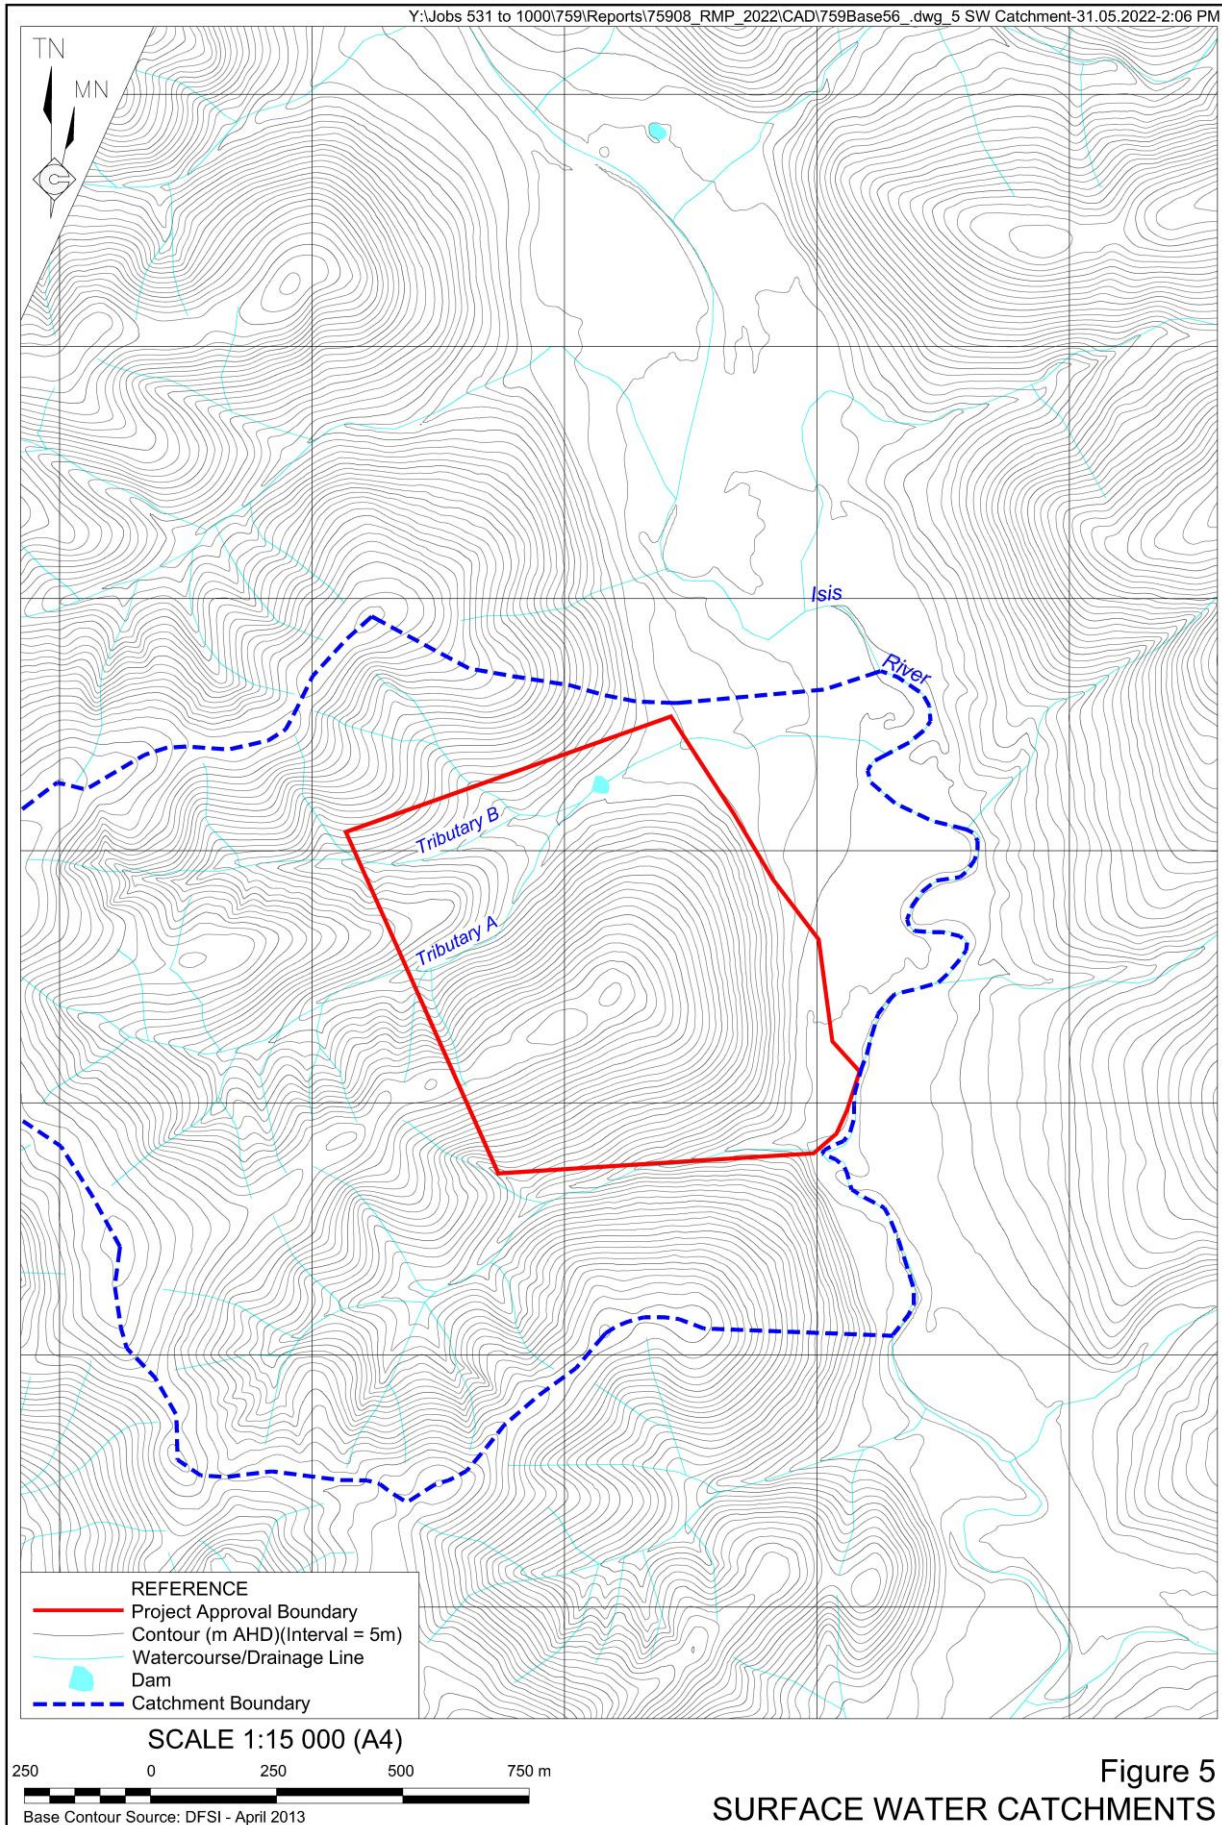 Y:\Jobs 531 to 1000\759\Reports\75908_RMP_2022\CAD\759Base56_.dwg_5 SW Catchment-31.05.2022-2:06 PM
TN
MN
Isis
River
Tributary B
Tributary A
REFERENCE
Project Approval Boundary
Contour (m AHD)(Interval = 5m)
Watercourse/Drainage Line
Dam
Catchment Boundary
SCALE 1:15 000 (A4)
250 0 250 500 750 m
Base Contour Source: DFSI - April 2013
Figure 5
SURFACE WATER CATCHMENTS